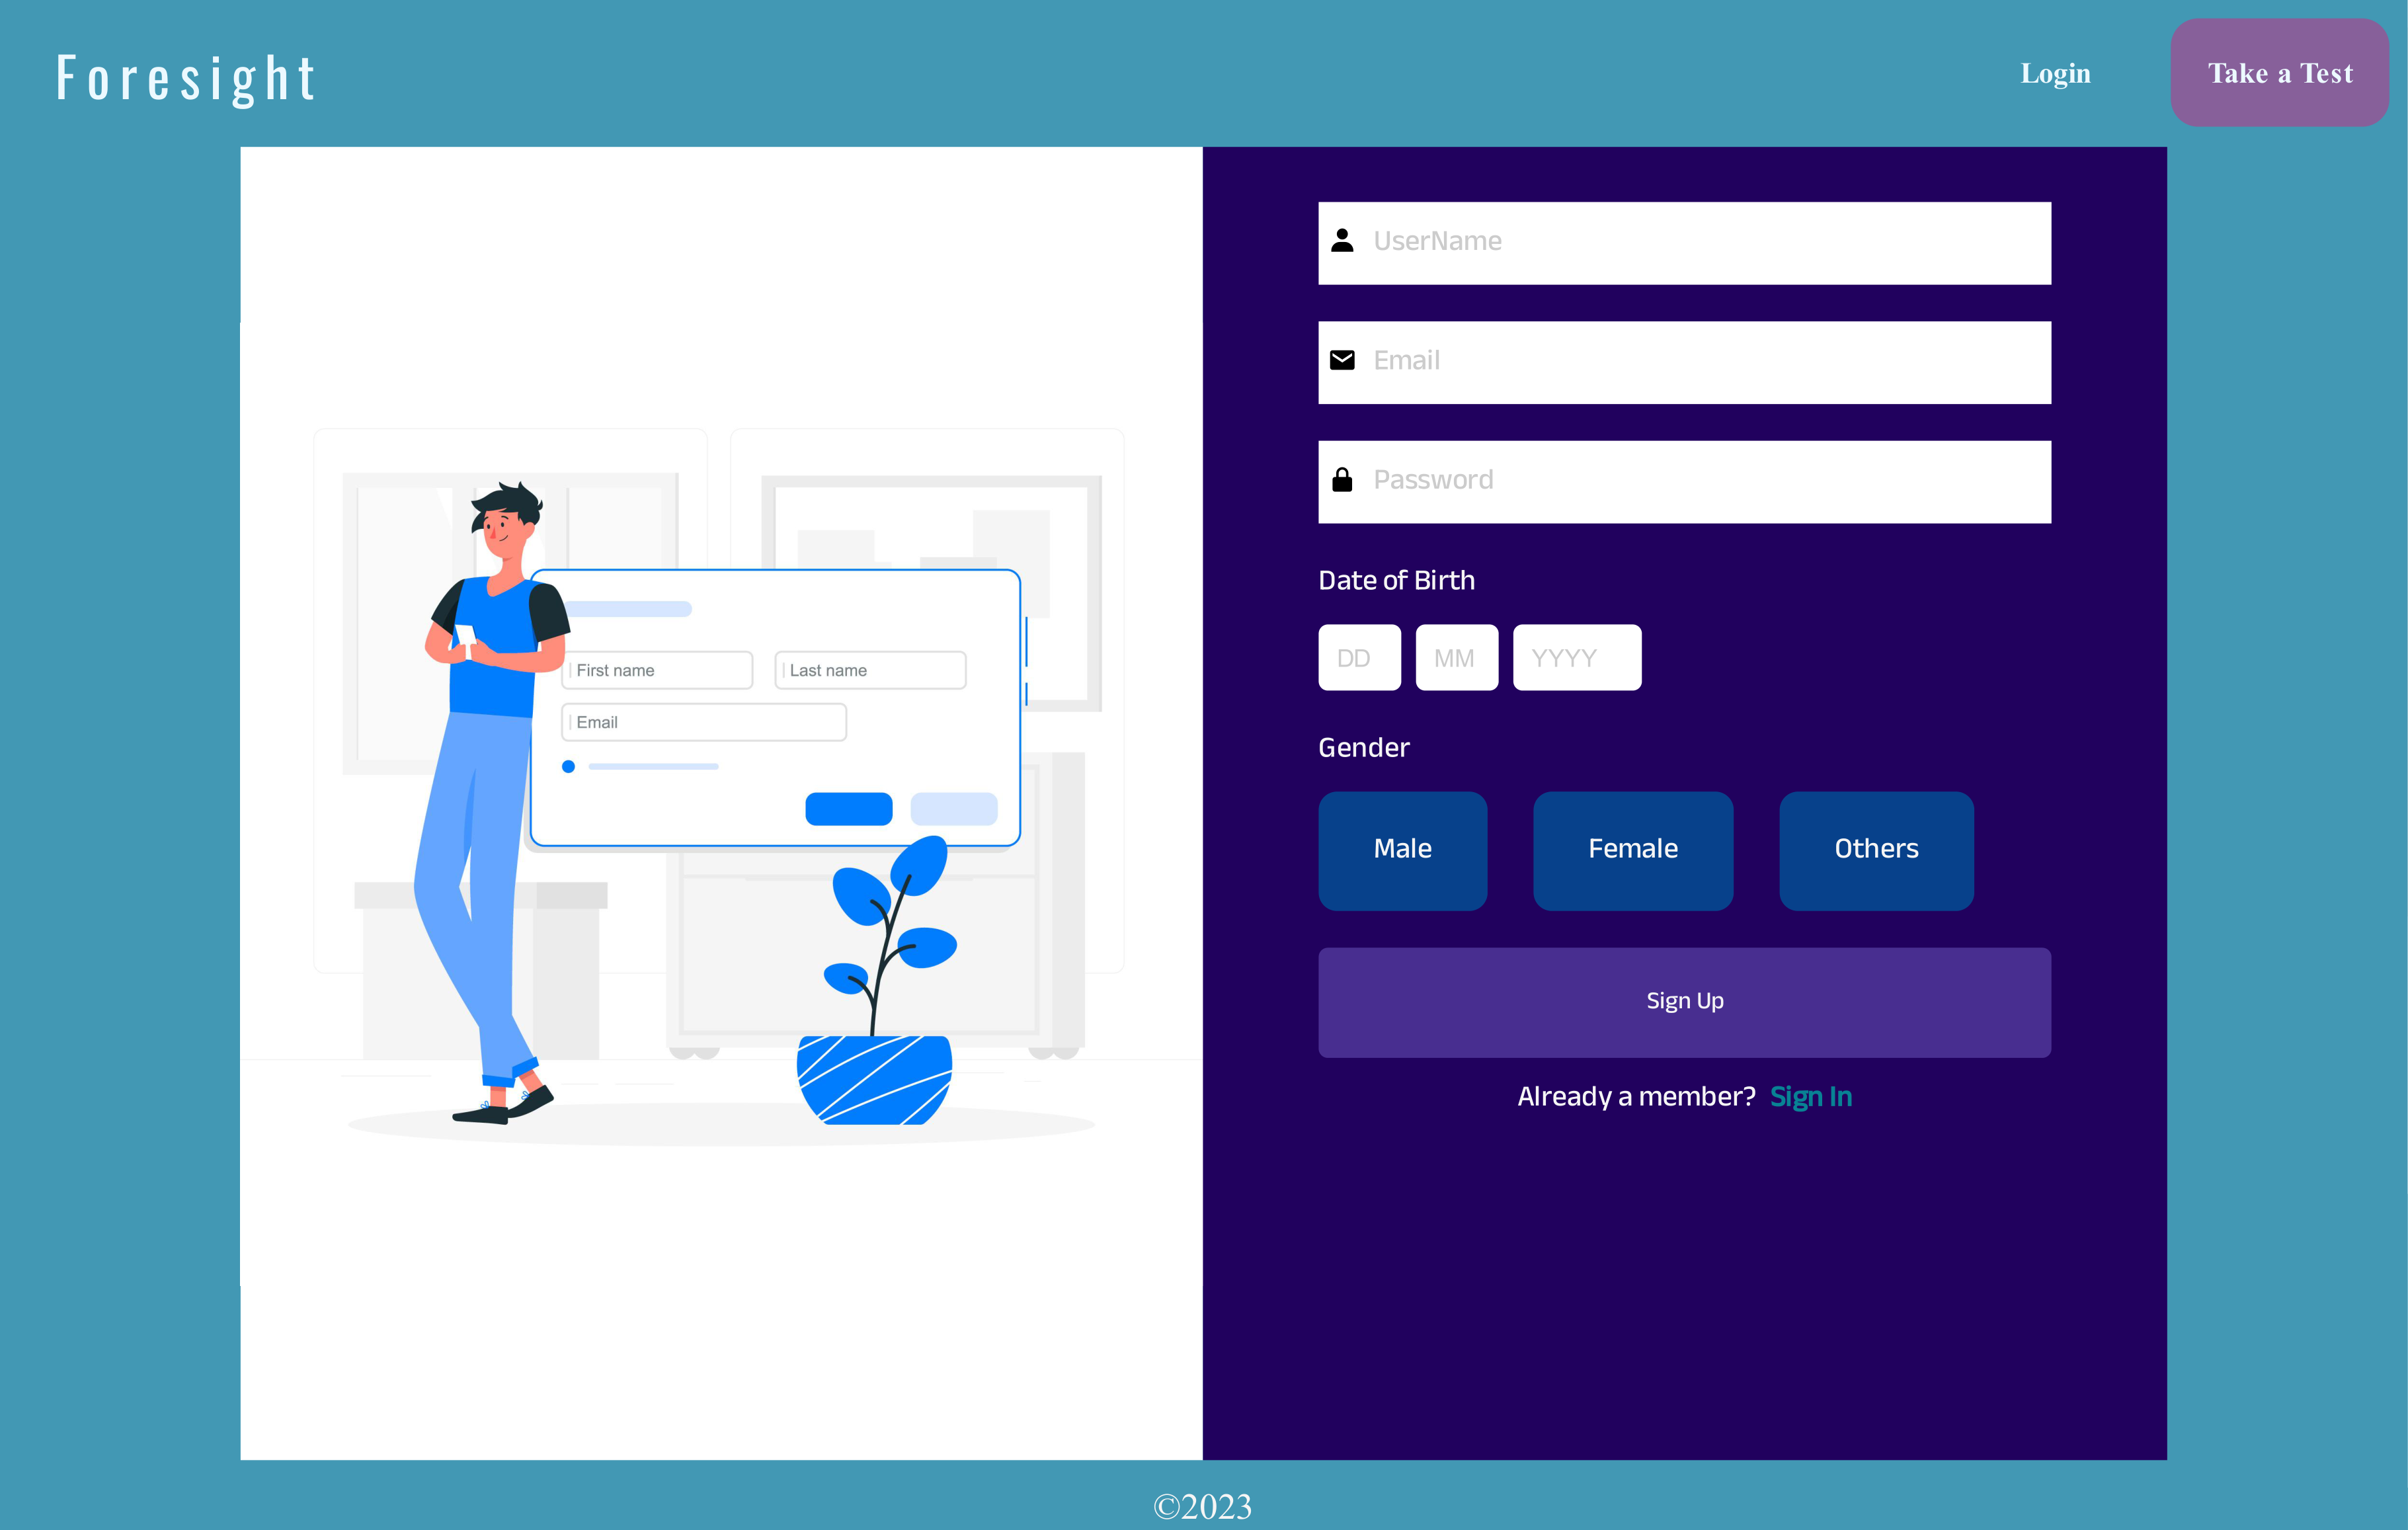 Foresight
Login
Take a Test
First name
Last name
Email
UserName
Email
Password
Date of Birth
DD MM YYYY
Gender
Male Female Others
Sign Up
Already a member? Sign In
©2023